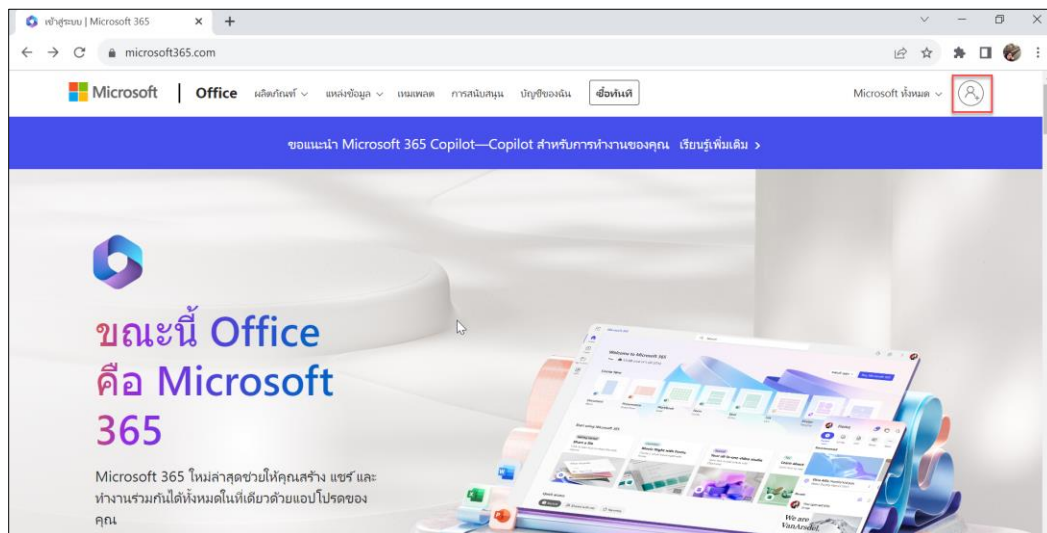 เข้าสู่ระบบ | Microsoft 365
microsoft365.com
Microsoft | Office ผลิตภัณฑ์ แหล่งข้อมูล เทมเพลต การสนับสนุน บัญชีของฉัน ซื้อทันที Microsoft ทั้งหมด
ขอแนะนำ Microsoft 365 Copilot—Copilot สำหรับการทำงานของคุณ เรียนรู้เพิ่มเติม >
ขณะนี้ Office
คือ Microsoft
365
Microsoft 365 ใหม่ล่าสุดช่วยให้คุณสร้าง แชร์ และ
ทำงานร่วมกันได้ทั้งหมดในที่เดียวด้วยแอปโปรดของ
คุณ
Welcome to Microsoft 365
We are
VanArsdel